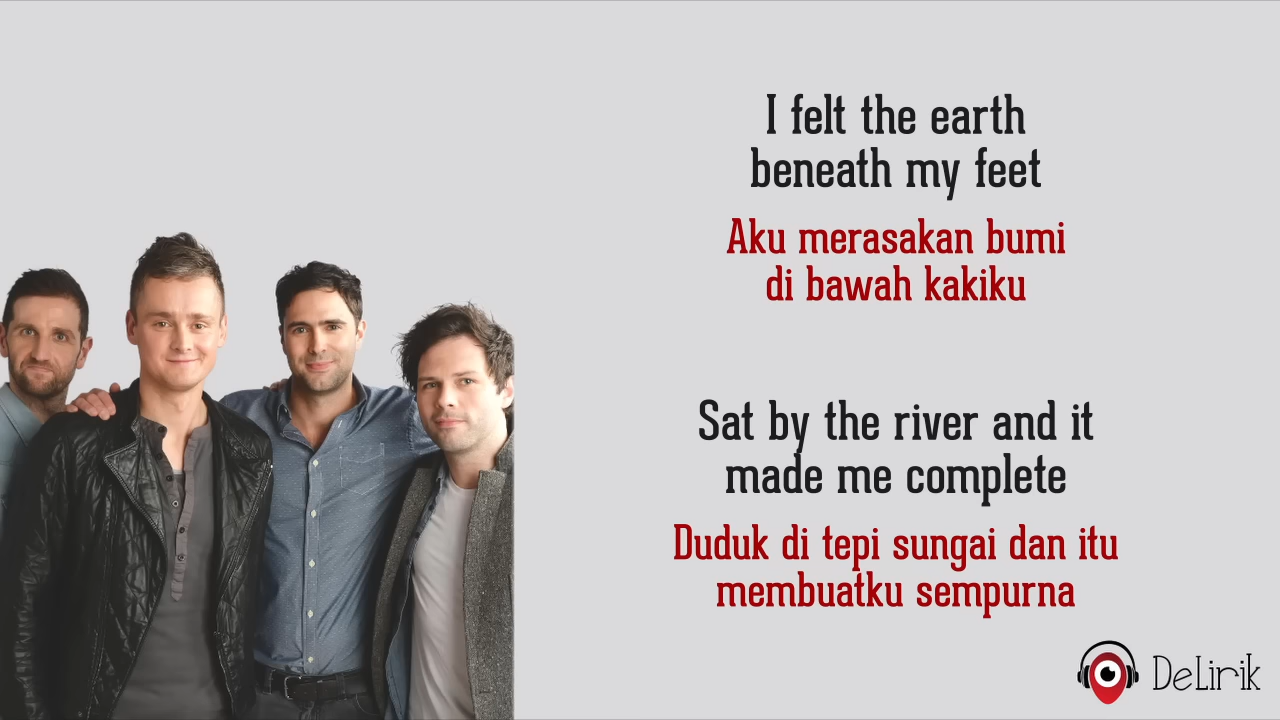 I felt the earth
beneath my feet
Aku merasakan bumi
di bawah kakiku
Sat by the river and it
made me complete
Duduk di tepi sungai dan itu
membuatku sempurna
DeLirik